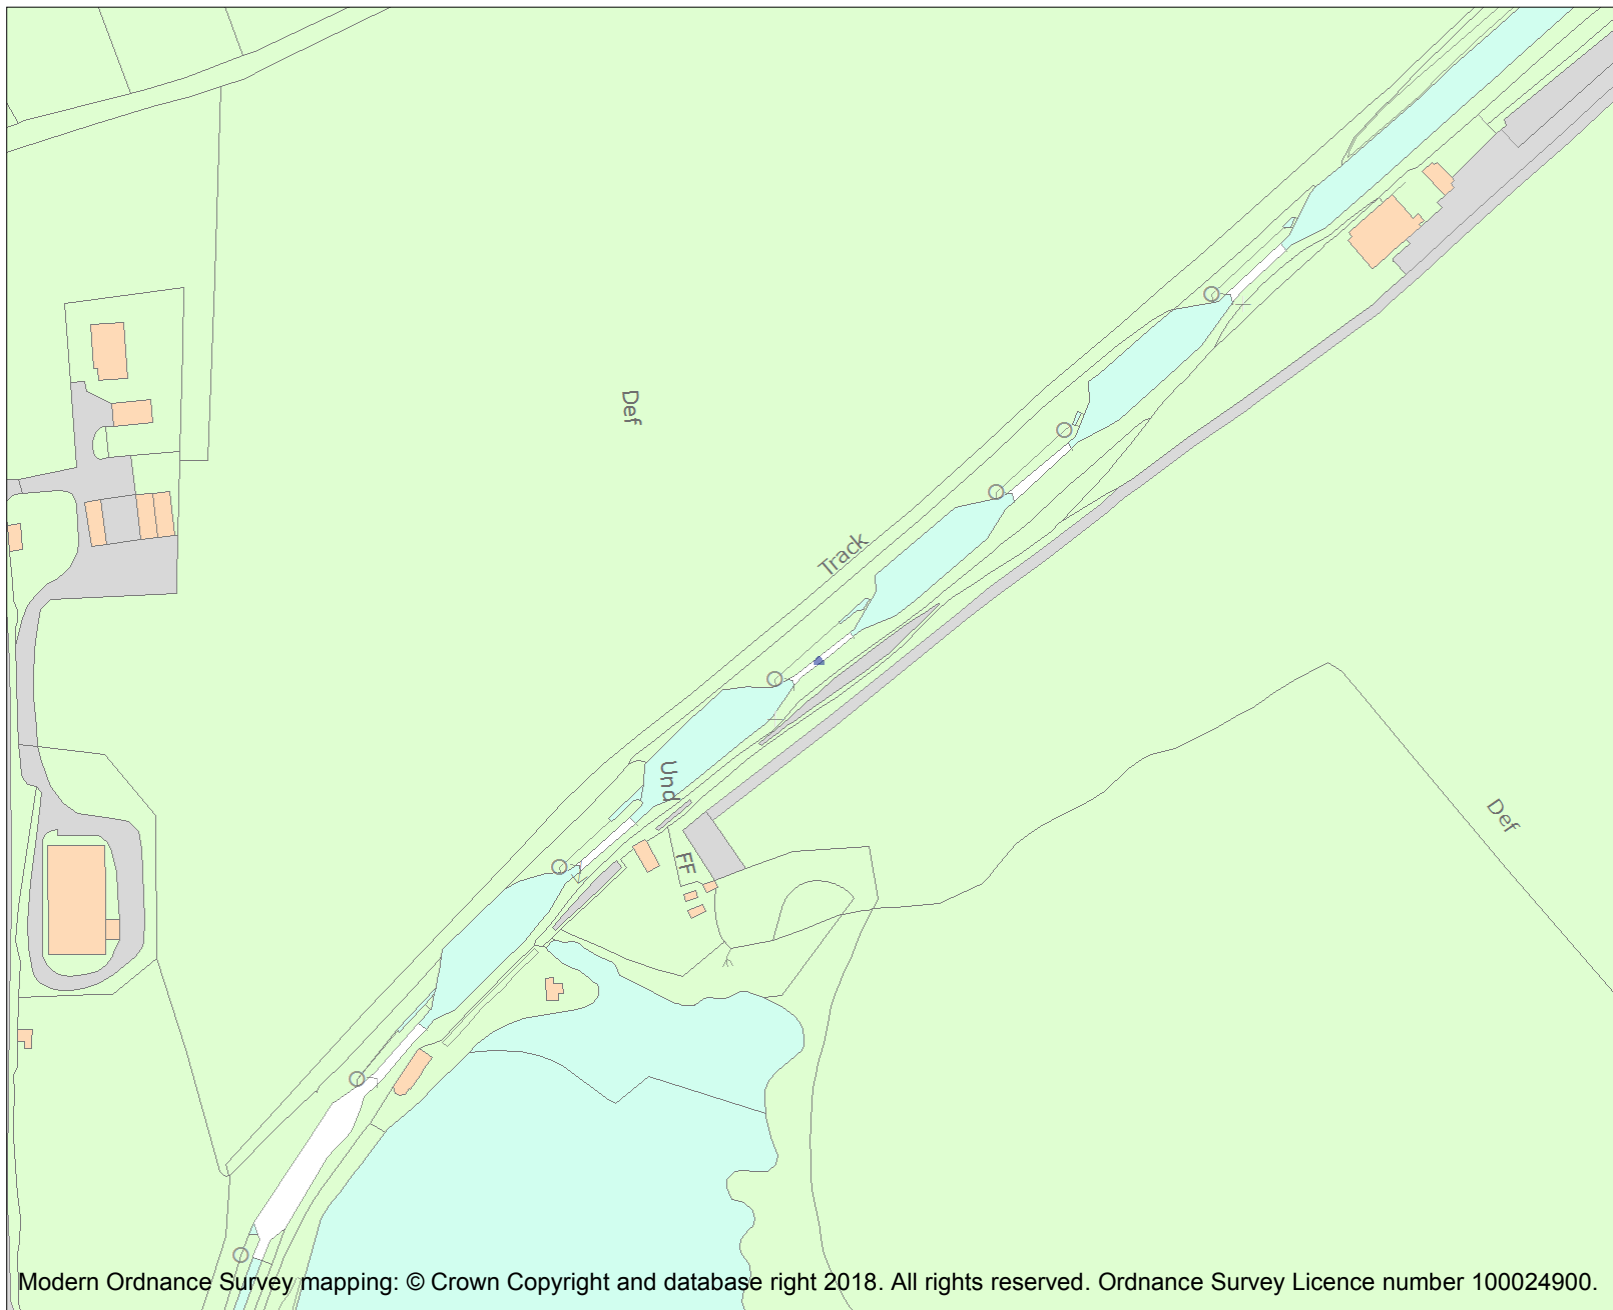 Def
Track
Und
Def
FF
Modern Ordnance Survey mapping: © Crown Copyright and database right 2018. All rights reserved. Ordnance Survey Licence number 100024900.